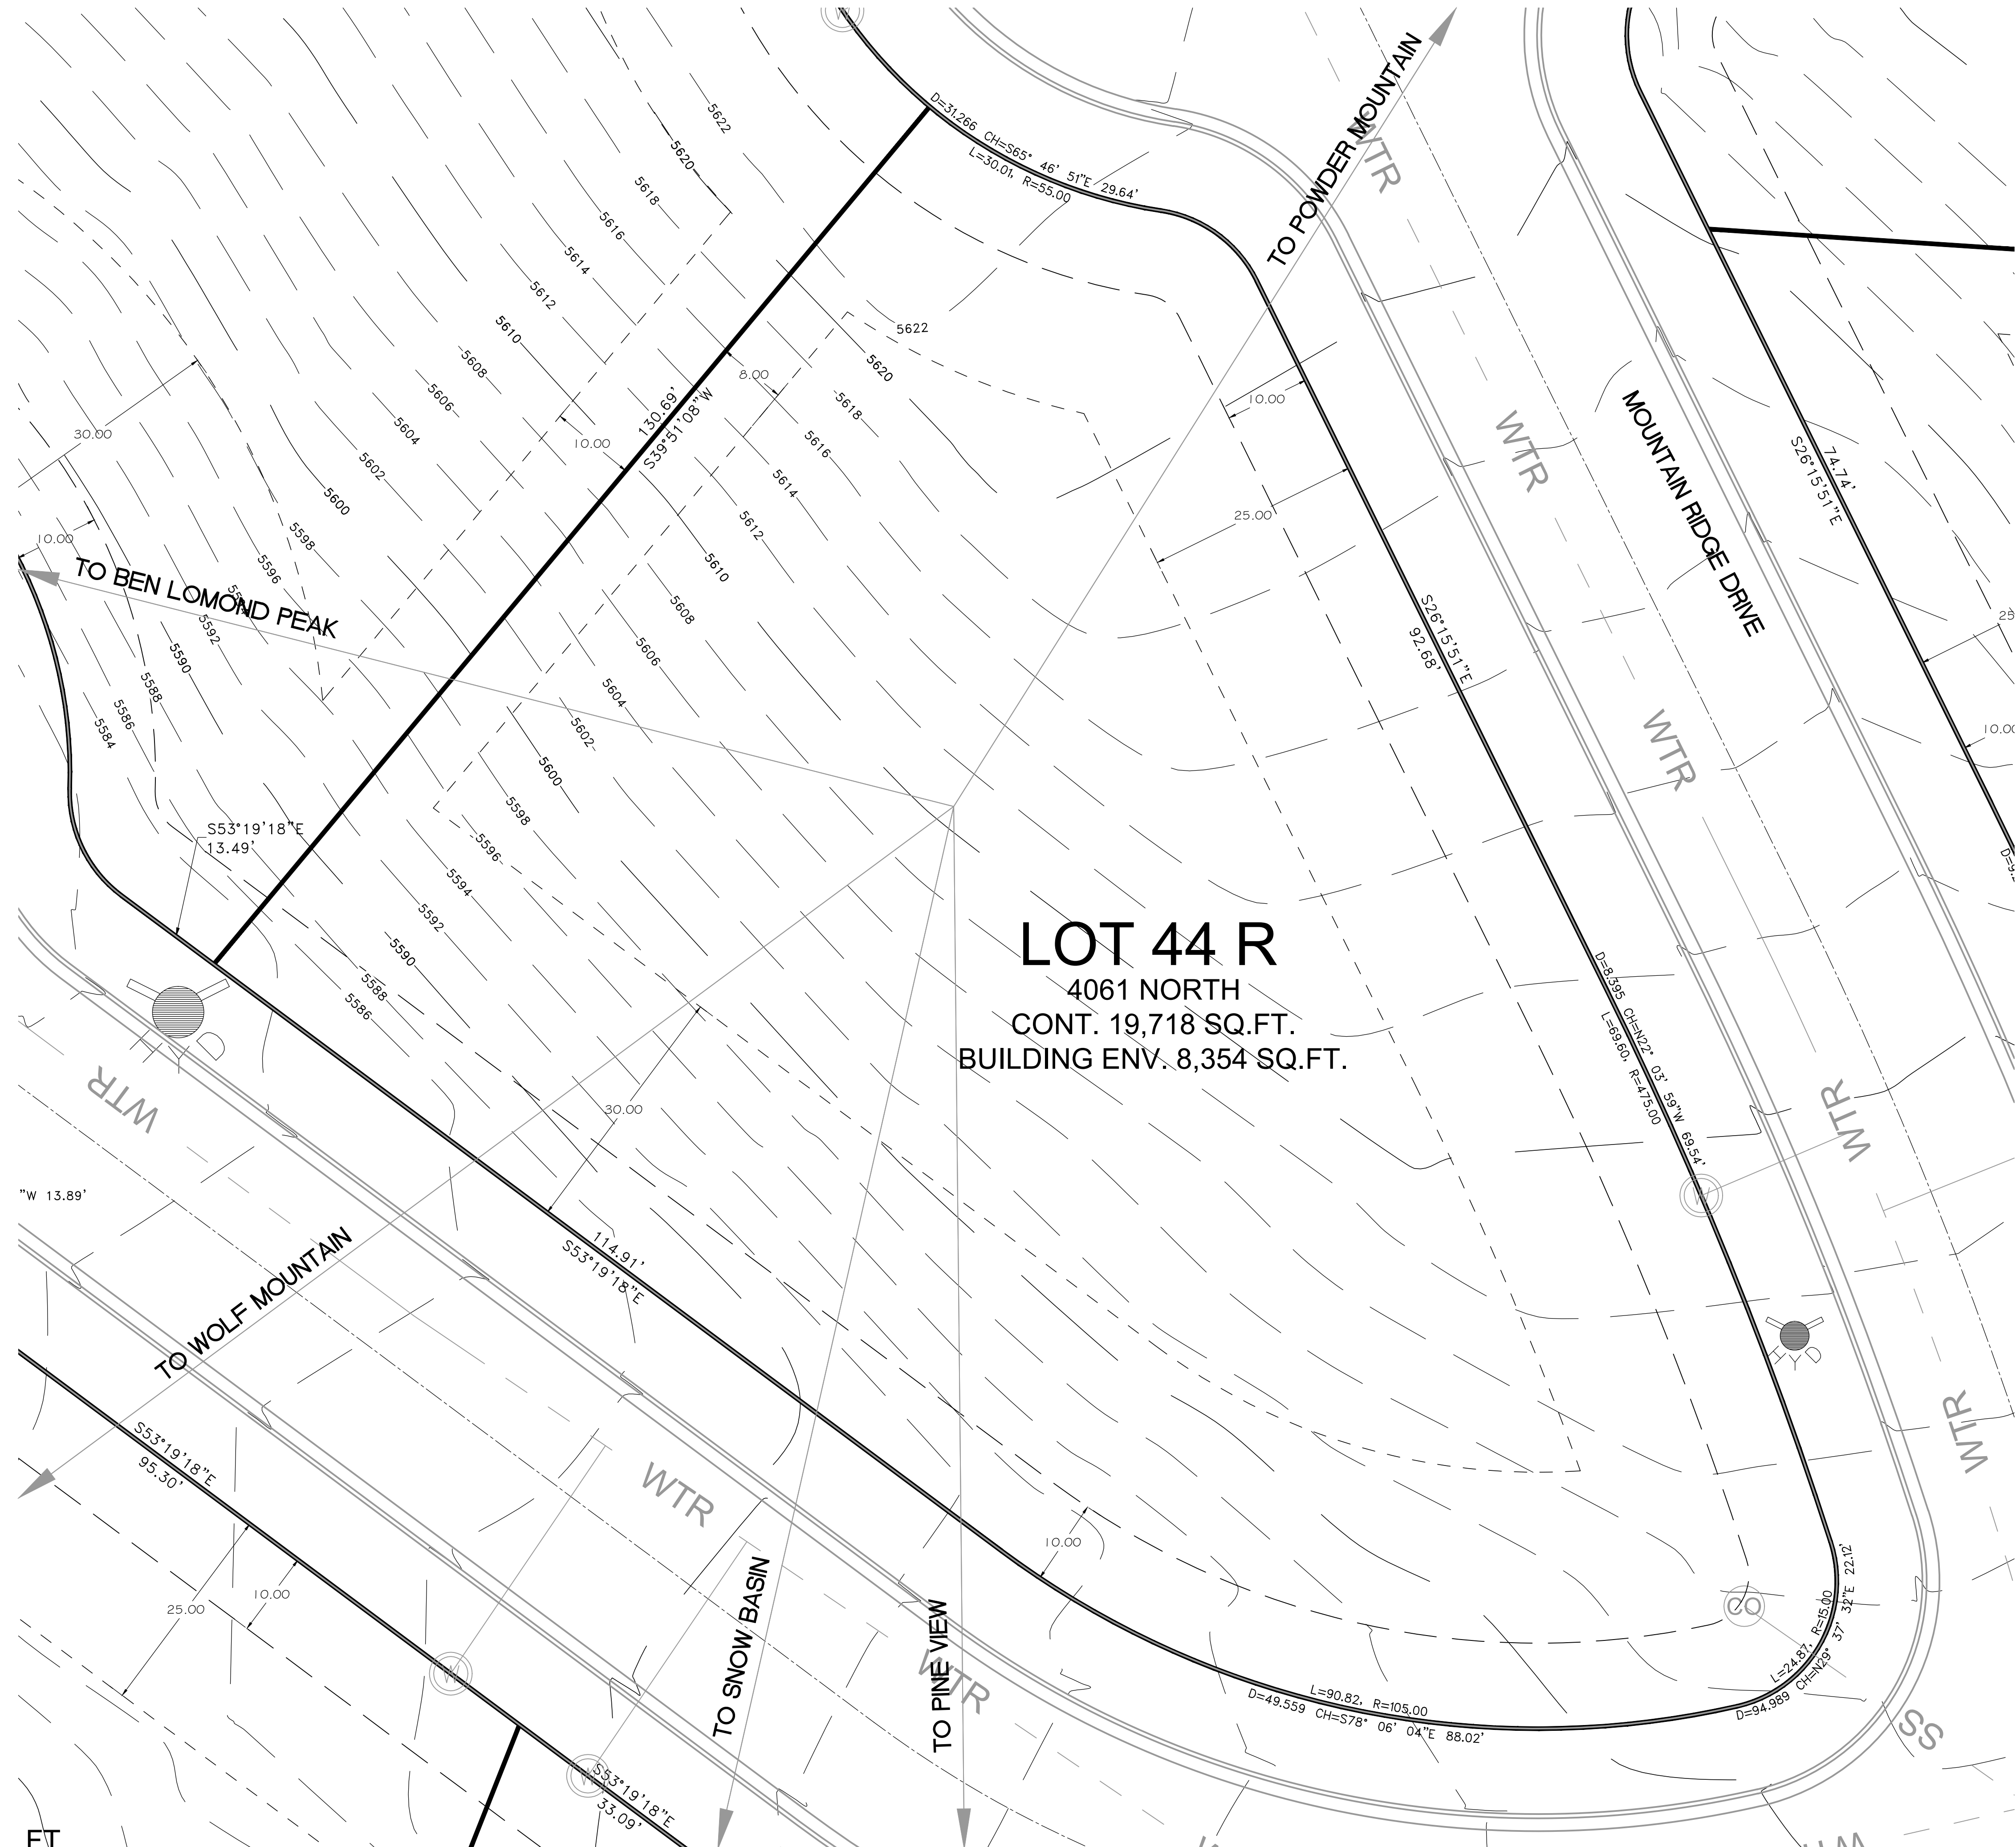 5622
5620
5618
5616
5614
5612
5610
5608
5606
5604
5602
5600
5598
5596
5592
5590
5588
5586
5584
D=31.266 CH=S65° 46' 51"E 29.64'
L=30.01, R=55.00
TO POWDER MOUNTAIN
WTR
30.00
10.00
TO BEN LOMOND PEAK
130.69'
S39°51'08"W
8.00
10.00
5622
5620
5618
5616
5614
5612
5610
5608
5606
5604
5602
5600
5598
5596
5594
5592
5590
5588
5586
10.00
25.00
S26°15'51"E
92.68'
WTR
MOUNTAIN RIDGE DRIVE
74.74'
S26°15'51"E
25
10.00
WTR
S53°19'18"E
13.49'
HYD
WTR
LOT 44 R
4061 NORTH
CONT. 19,718 SQ.FT.
BUILDING ENV. 8,354 SQ.FT.
D=8.395 CH=N22° 03' 59"W 69.54'
L=69.60, R=475.00
W
WTR
HYD
WTR
30.00
114.91'
S53°19'18"E
"W 13.89'
TO WOLF MOUNTAIN
S53°19'18"E
95.30'
25.00
10.00
WTR
TO SNOW BASIN
TO PINE VIEW
WTR
10.00
L=90.82, R=105.00
D=49.559 CH=S78° 06' 04"E 88.02'
CO
L=24.87, R=15.00
D=94.989 CH=N29° 37' 32"E 22.12'
SS
W
W
S53°19'18"E
33.09'
FT